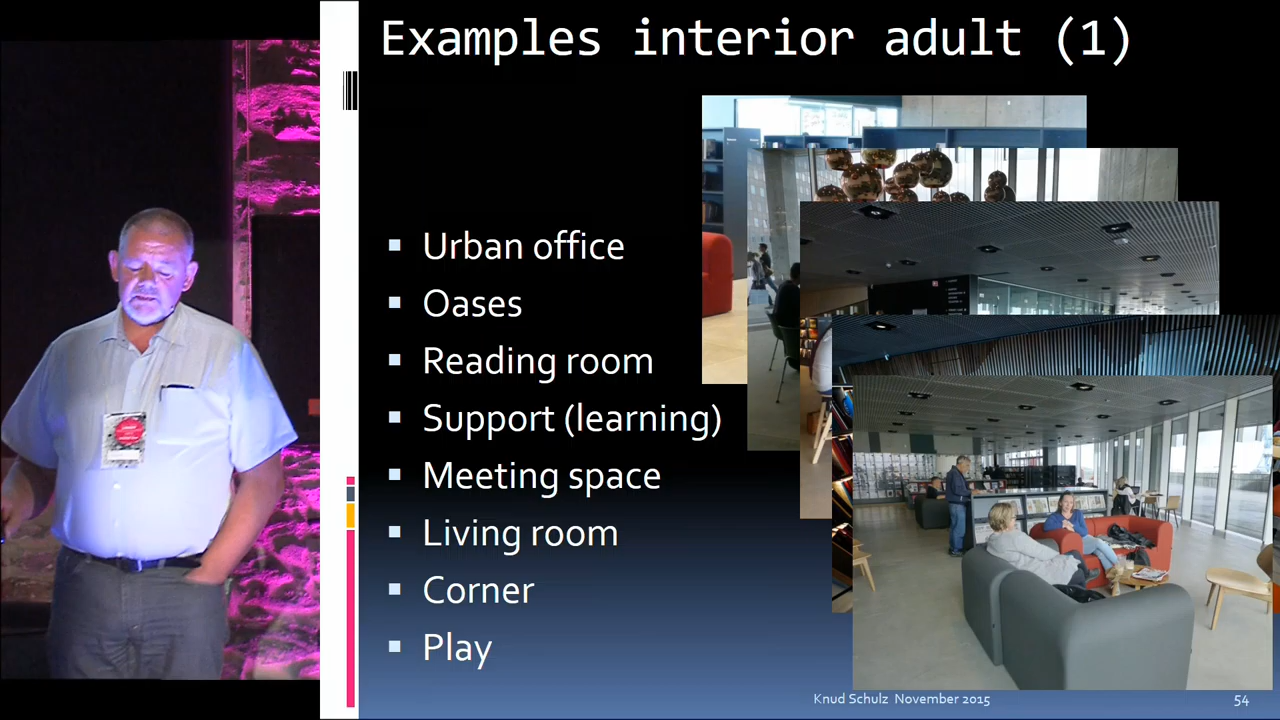 Examples interior adult (1)
Urban office
Oases
Reading room
Support (learning)
Meeting space
Living room
Corner
Play
Knud Schulz November 2015
54